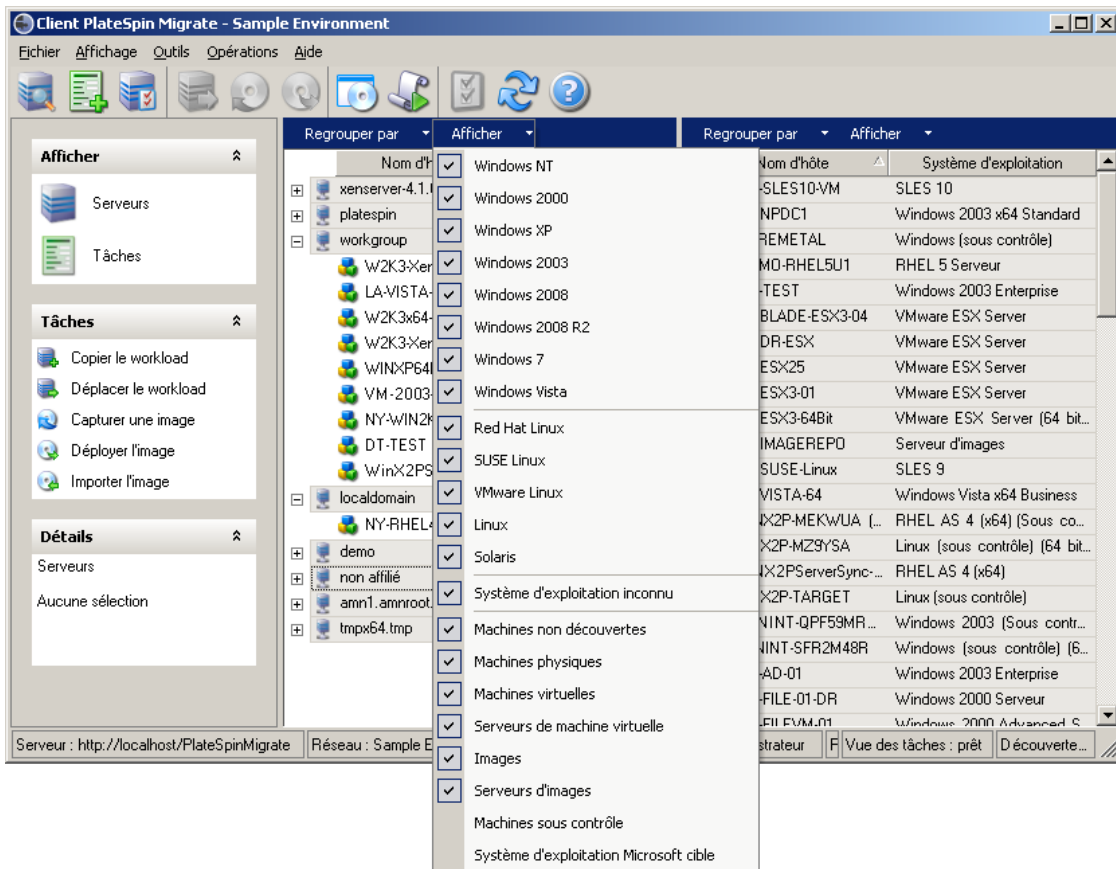 Client PlateSpin Migrate - Sample Environment
Fichier Affichage Outils Opérations Aide
Afficher
Serveurs
Tâches
Tâches
Copier le workload
Déplacer le workload
Capturer une image
Déployer l'image
Importer l'image
Détails
Serveurs
Aucune sélection
Regrouper par Afficher
Nom d'h
xenserver-4.1.
platespin
workgroup
W2K3-Xer
LA-VISTA-
W2K3x64-
W2K3-Xer
WINXP64
VM-2003-
NY-WIN2K
DT-TEST
WinX2PS
localdomain
NY-RHEL4
demo
non affilié
amn1.amnroot.
tmpx64.tmp
Windows NT
Windows 2000
Windows XP
Windows 2003
Windows 2008
Windows 2008 R2
Windows 7
Windows Vista
Red Hat Linux
SUSE Linux
VMware Linux
Linux
Solaris
Système d'exploitation inconnu
Machines non découvertes
Machines physiques
Machines virtuelles
Serveurs de machine virtuelle
Images
Serveurs d'images
Machines sous contrôle
Système d'exploitation Microsoft cible
Regrouper par Afficher
Nom d'hôte Système d'exploitation
-SLES10-VM SLES 10
NPDC1 Windows 2003 x64 Standard
REMETAL Windows (sous contrôle)
MO-RHEL5U1 RHEL 5 Serveur
-TEST Windows 2003 Enterprise
BLADE-ESX3-04 VMware ESX Server
DR-ESX VMware ESX Server
ESX25 VMware ESX Server
ESX3-01 VMware ESX Server
ESX3-64Bit VMware ESX Server (64 bit...
IMAGEREPO Serveur d'images
SUSE-Linux SLES 9
VISTA-64 Windows Vista x64 Business
X2P-MEKWUA (... RHEL AS 4 (x64) (Sous co...
X2P-MZ9YSA Linux (sous contrôle) (64 bit...
X2PServerSync-... RHEL AS 4 (x64)
X2P-TARGET Linux (sous contrôle)
NINT-QPF59MR... Windows 2003 (Sous contr...
INT-SFR2M48R Windows (sous contrôle) (6...
-AD-01 Windows 2003 Enterprise
-FILE-01-DR Windows 2000 Serveur
-FILEVM-01 Windows 2000 Advanced S
Serveur : http://localhost/PlateSpinMigrate Réseau : Sample E strateur F Vue des tâches : prêt Découverte...